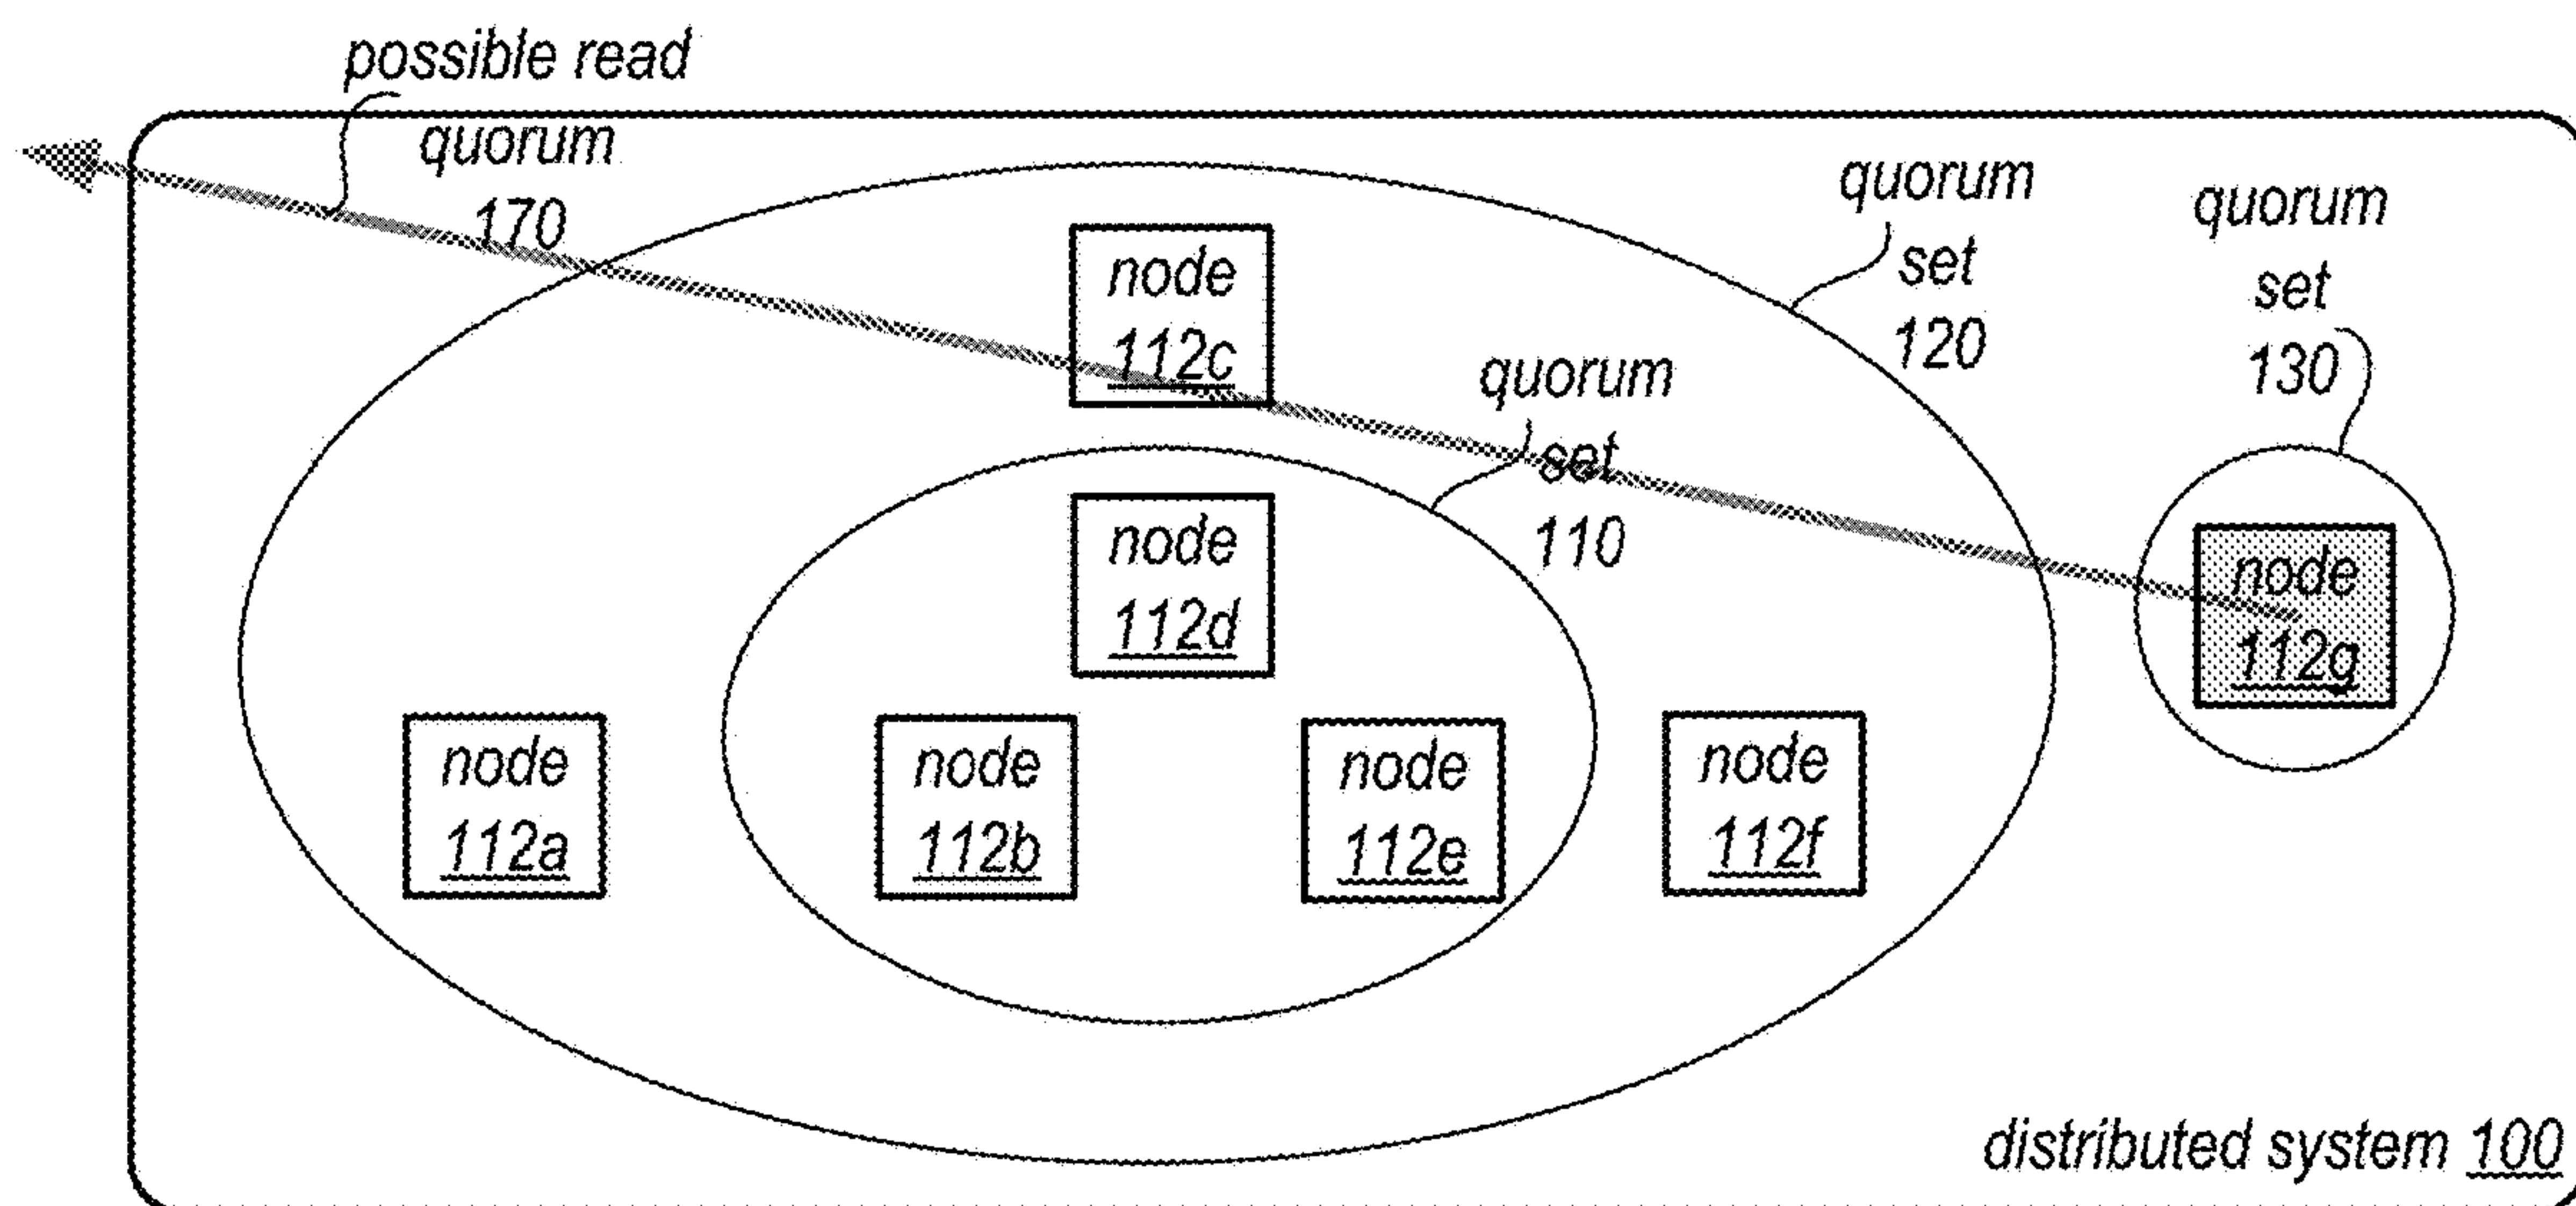 possible read
quorum
170
quorum
set
120
quorum
set
130
node
112c
quorum
set
110
node
112d
node
112g
node
112a
node
112b
node
112e
node
112f
distributed system 100